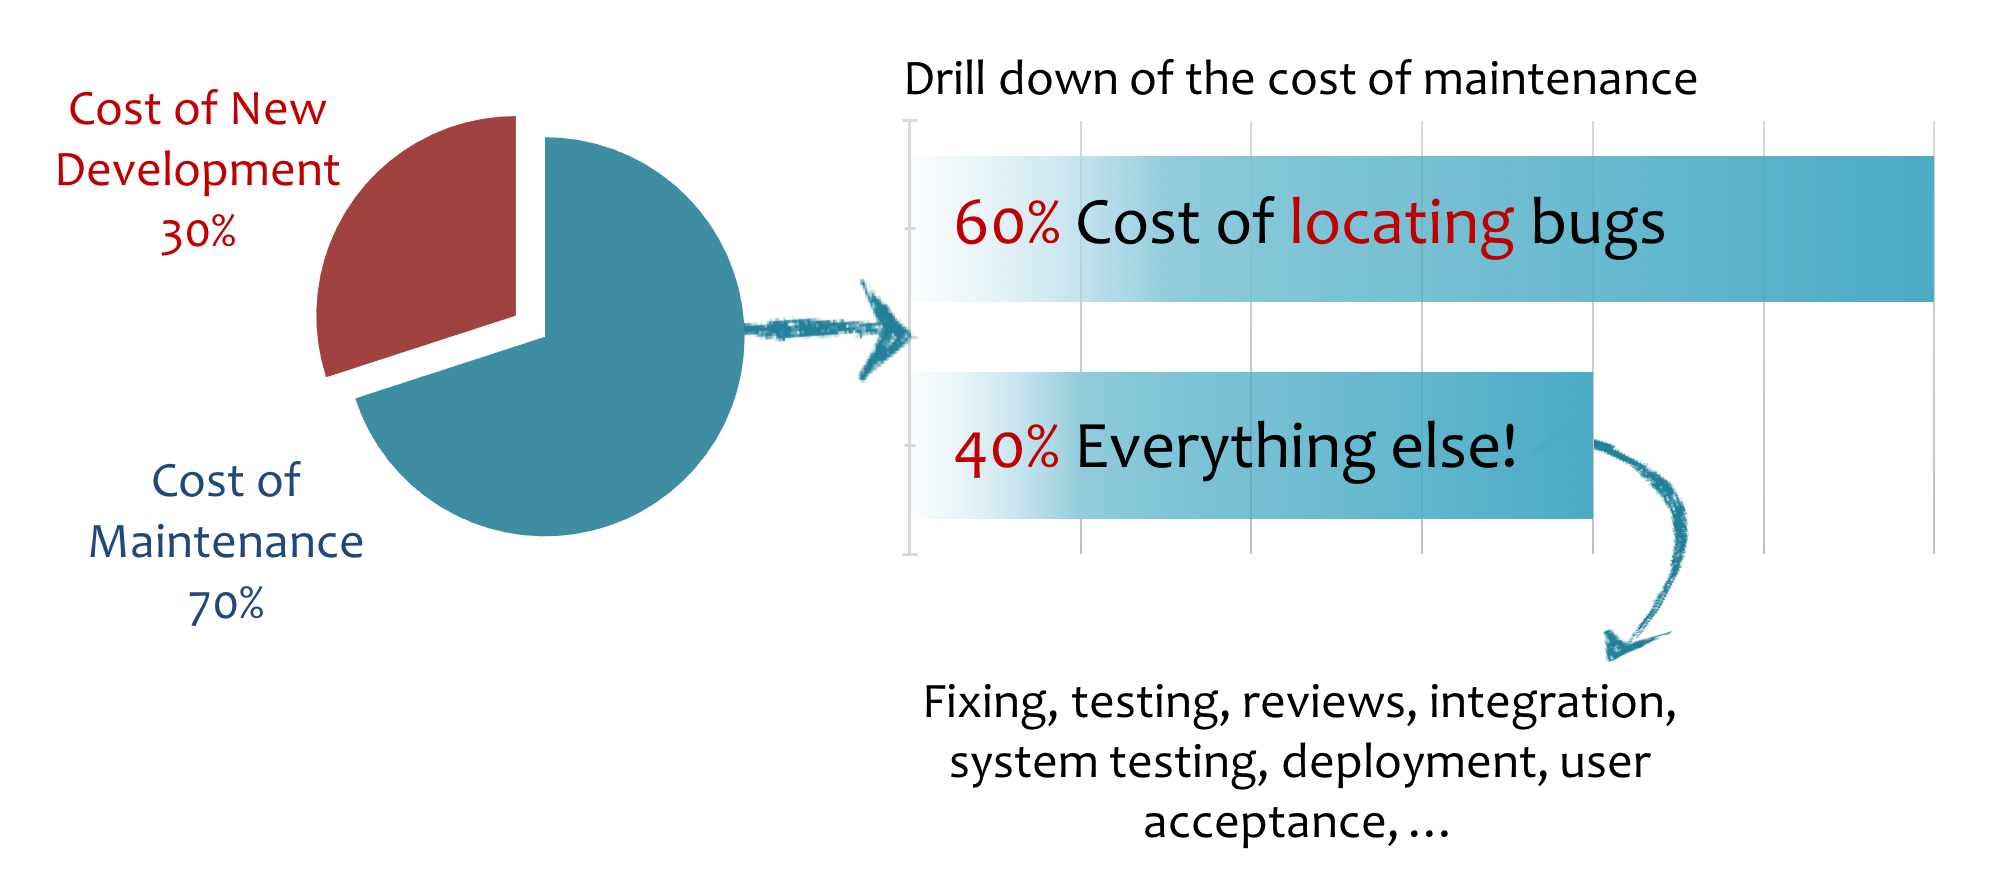 Cost of New
Development
30%
Cost of
Maintenance
70%
Drill down of the cost of maintenance
60% Cost of locating bugs
40% Everything else!
Fixing, testing, reviews, integration,
system testing, deployment, user
acceptance, ...